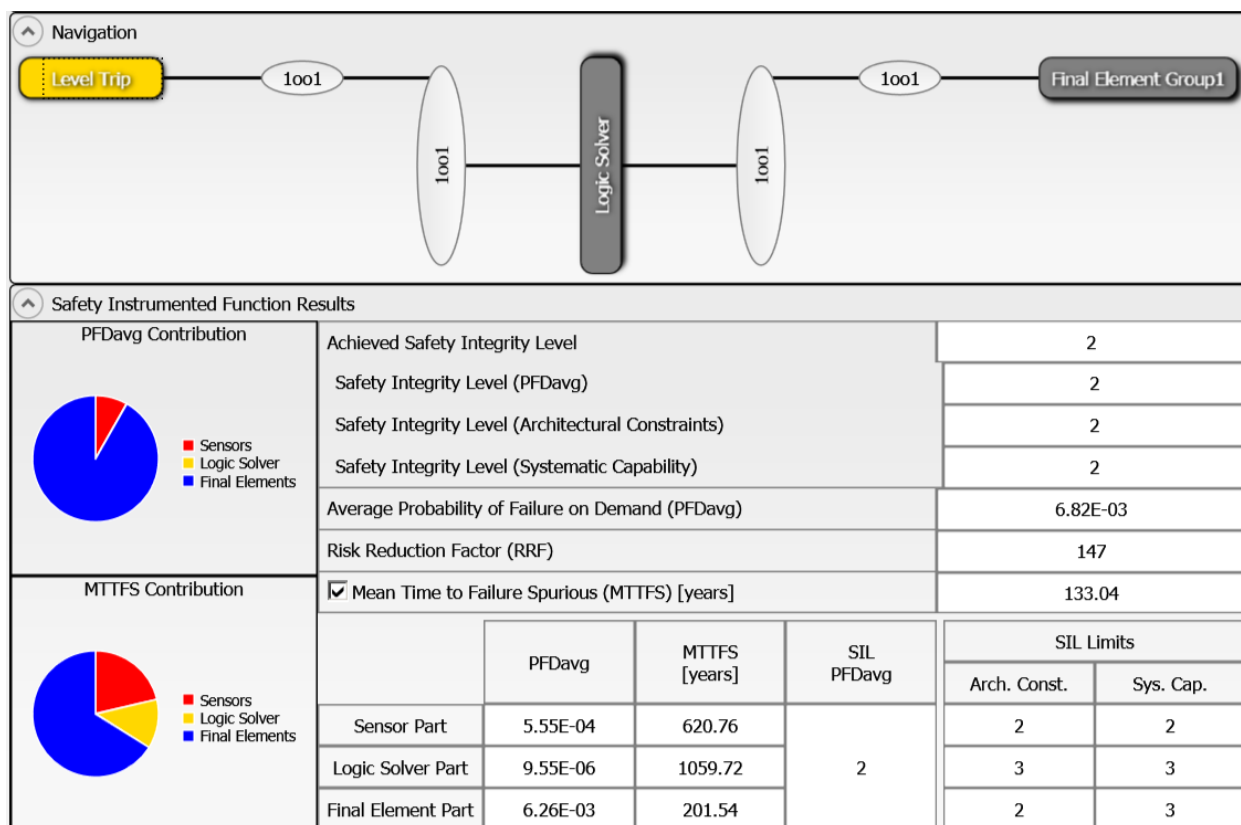 Navigation
Level Trip
1oo1
1oo1
Logic Solver
1oo1
1oo1
Final Element Group1
Safety Instrumented Function Results
PFDavg Contribution
Sensors
Logic Solver
Final Elements
MTTFS Contribution
Sensors
Logic Solver
Final Elements
Achieved Safety Integrity Level 2
Safety Integrity Level (PFDavg) 2
Safety Integrity Level (Architectural Constraints) 2
Safety Integrity Level (Systematic Capability) 2
Average Probability of Failure on Demand (PFDavg) 6.82E-03
Risk Reduction Factor (RRF) 147
Mean Time to Failure Spurious (MTTFS) [years] 133.04
PFDavg MTTFS [years] SIL PFDavg SIL Limits
Arch. Const. Sys. Cap.
Sensor Part 5.55E-04 620.76 2 2
Logic Solver Part 9.55E-06 1059.72 2 3 3
Final Element Part 6.26E-03 201.54 2 3